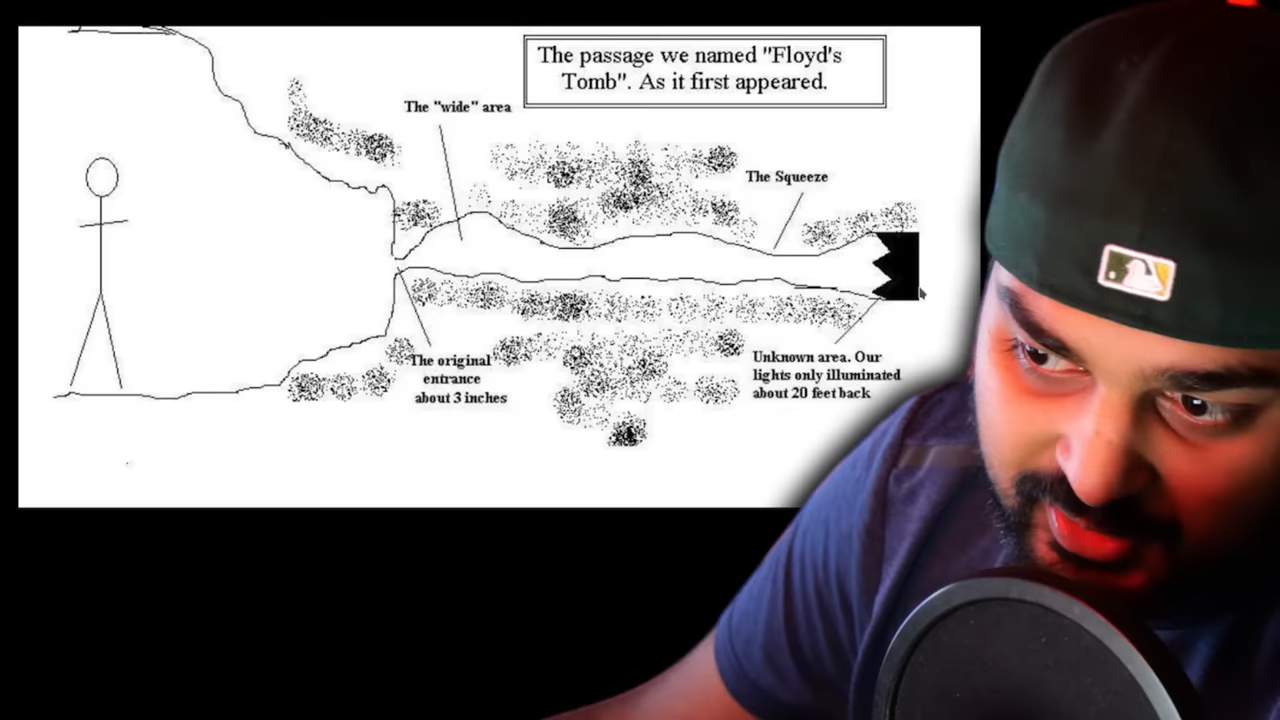 The passage we named "Floyd's
Tomb". As it first appeared.
The "wide" area
The Squeeze
The original
entrance
about 3 inches
Unknown area. Our
lights only illuminated
about 20 feet back